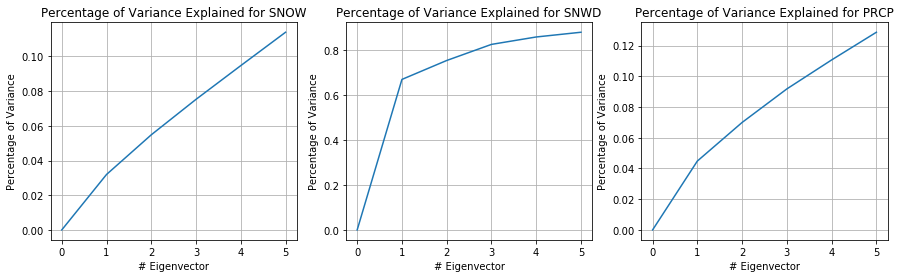 Percentage of Variance Explained for SNOW
Percentage of Variance
0.10
0.08
0.06
0.04
0.02
0.00
0 1 2 3 4 5
# Eigenvector
Percentage of Variance Explained for SNWD
Percentage of Variance
0.8
0.6
0.4
0.2
0.0
0 1 2 3 4 5
# Eigenvector
Percentage of Variance Explained for PRCP
Percentage of Variance
0.12
0.10
0.08
0.06
0.04
0.02
0.00
0 1 2 3 4 5
# Eigenvector